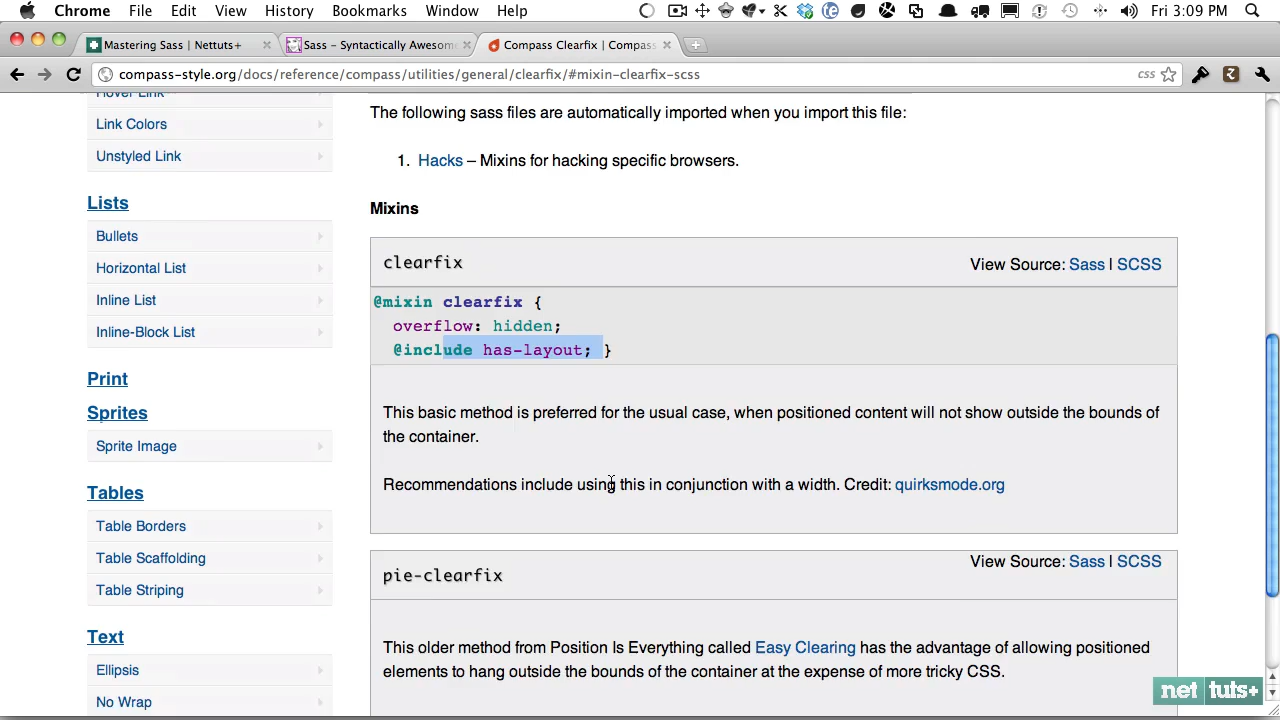 Chrome File Edit View History Bookmarks Window Help Fri 3:09 PM
Mastering Sass | Nettuts+
Sass - Syntactically Awesome
Compass Clearfix | Compass
compass-style.org/docs/reference/compass/utilities/general/clearfix/#mixin-clearfix-scss
css
Hover Link
Link Colors
Unstyled Link
Lists
Bullets
Horizontal List
Inline List
Inline-Block List
Print
Sprites
Sprite Image
Tables
Table Borders
Table Scaffolding
Table Striping
Text
Ellipsis
No Wrap
The following sass files are automatically imported when you import this file:
1. Hacks – Mixins for hacking specific browsers.
Mixins
clearfix
View Source: Sass | SCSS
@mixin clearfix {
overflow: hidden;
@include has-layout; }
This basic method is preferred for the usual case, when positioned content will not show outside the bounds of
the container.
Recommendations include using this in conjunction with a width. Credit: quirksmode.org
pie-clearfix
View Source: Sass | SCSS
This older method from Position Is Everything called Easy Clearing has the advantage of allowing positioned
elements to hang outside the bounds of the container at the expense of more tricky CSS.
net tuts+